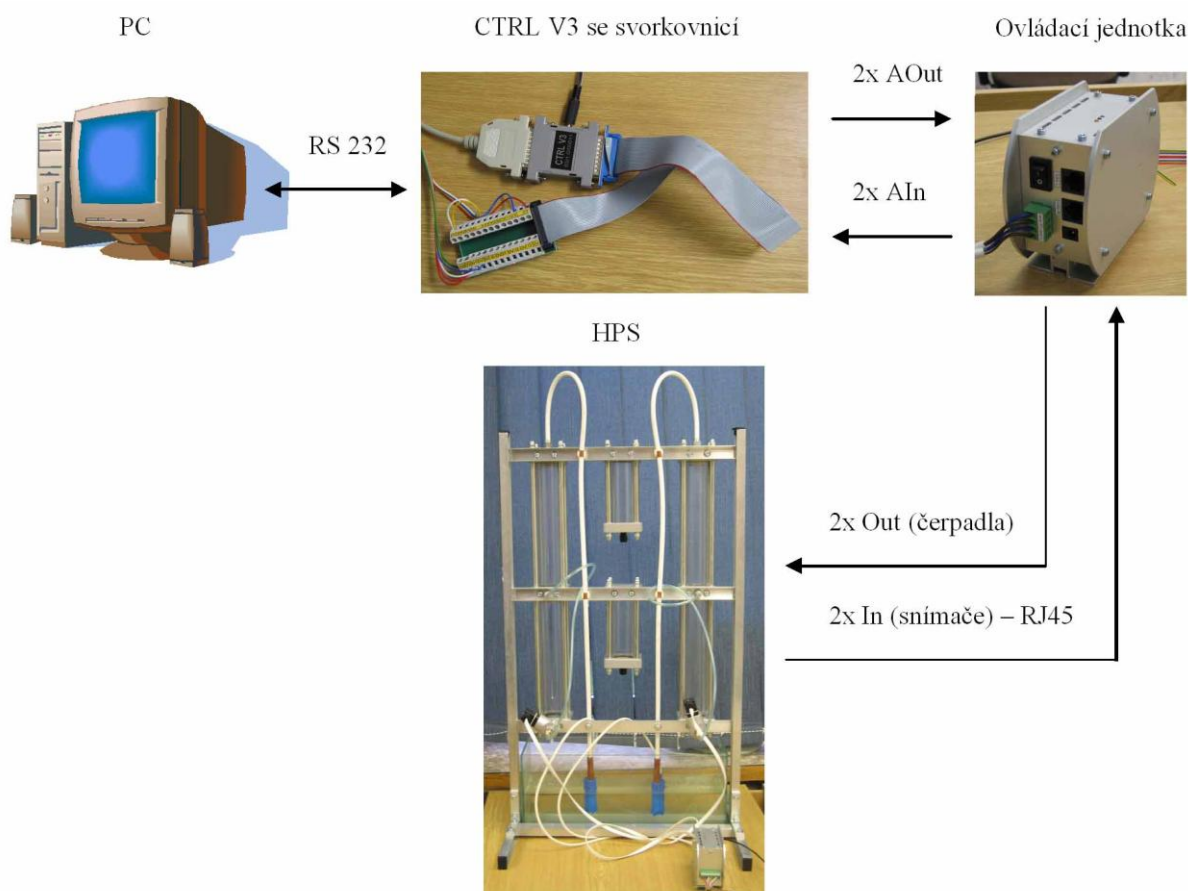 PC
CTRL V3 se svorkovnicí
Ovládací jednotka
RS 232
CTRL V3
2x AOut
2x AIn
HPS
2x Out (čerpadla)
2x In (snímače) – RJ45